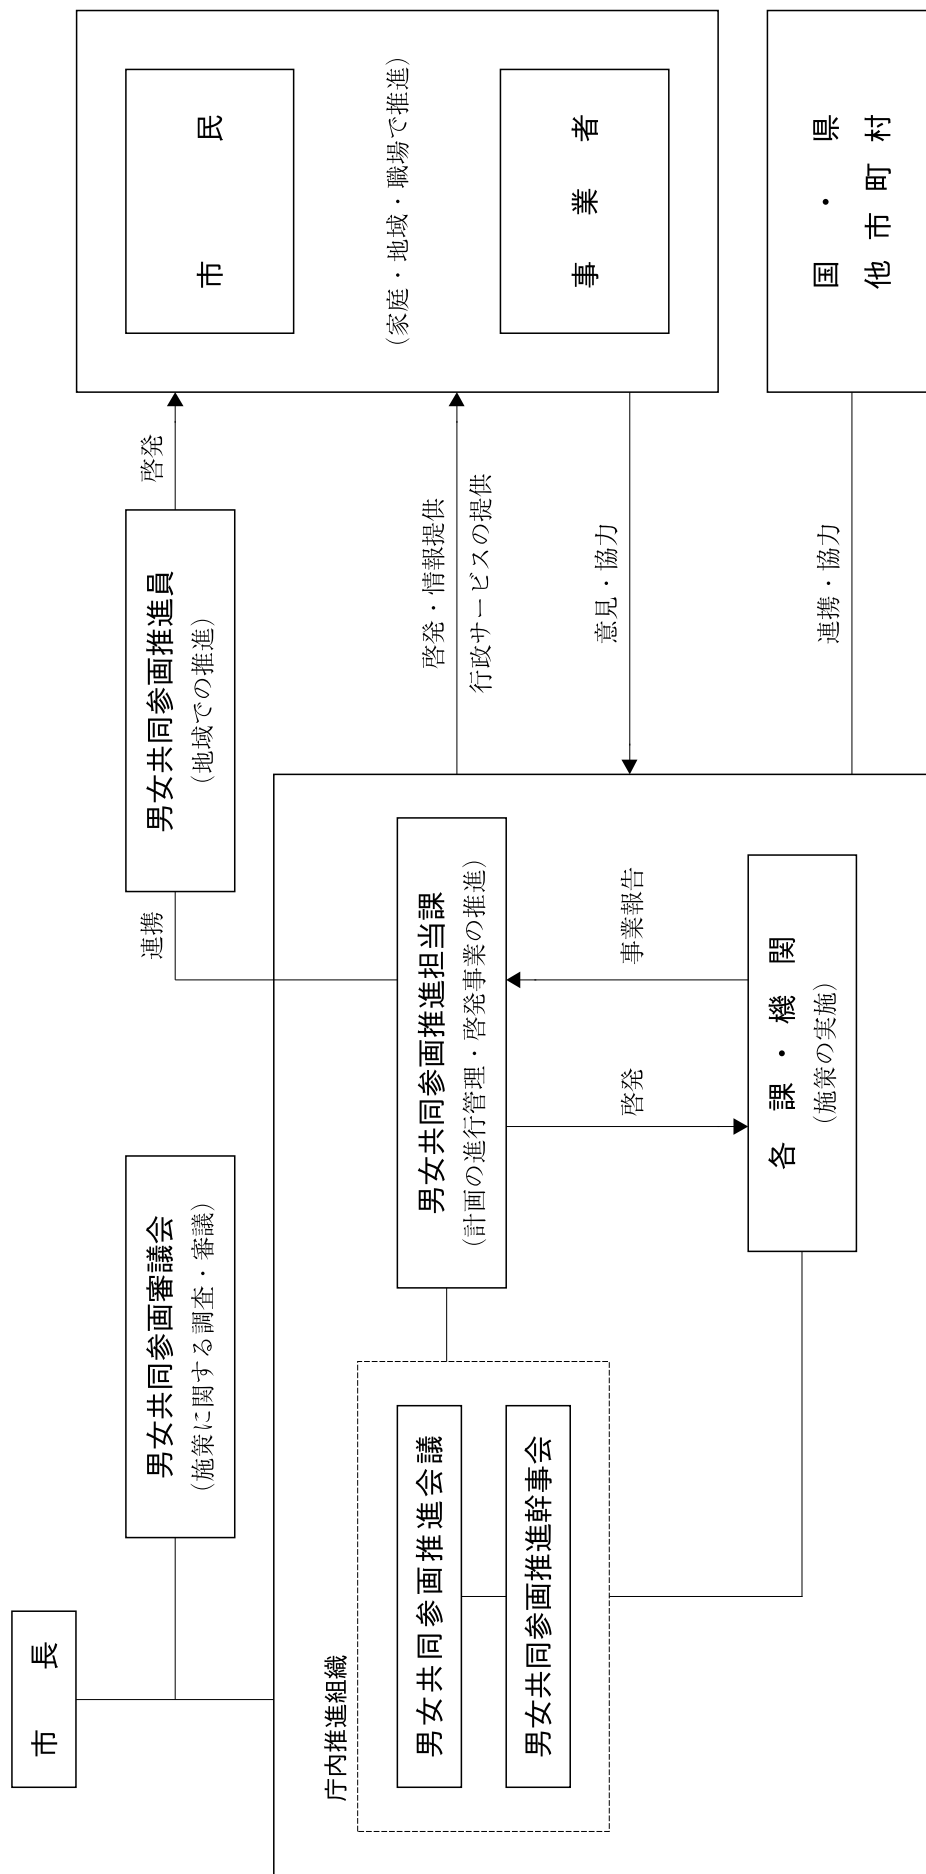 市長
男女共同参画審議会
(施策に関する調査・審議)
男女共同参画推進員
(地域での推進)
連携
啓発
庁内推進組織
男女共同参画推進会議
男女共同参画推進幹事会
男女共同参画推進担当課
(計画の進行管理・啓発事業の推進)
啓発
事業報告
各課・機関
(施策の実施)
啓発・情報提供
行政サービスの提供
意見・協力
連携・協力
市民
(家庭・地域・職場で推進)
事業者
国・県
他市町村